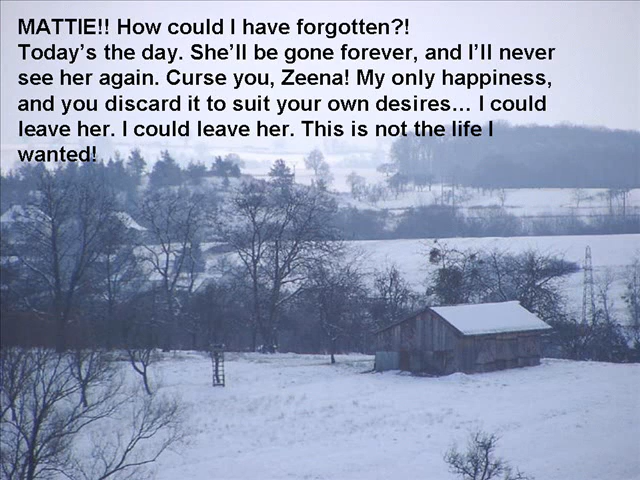 MATTIE!! How could I have forgotten?!
Today’s the day. She’ll be gone forever, and I’ll never
see her again. Curse you, Zeena! My only happiness,
and you discard it to suit your own desires… I could
leave her. I could leave her. This is not the life I
wanted!